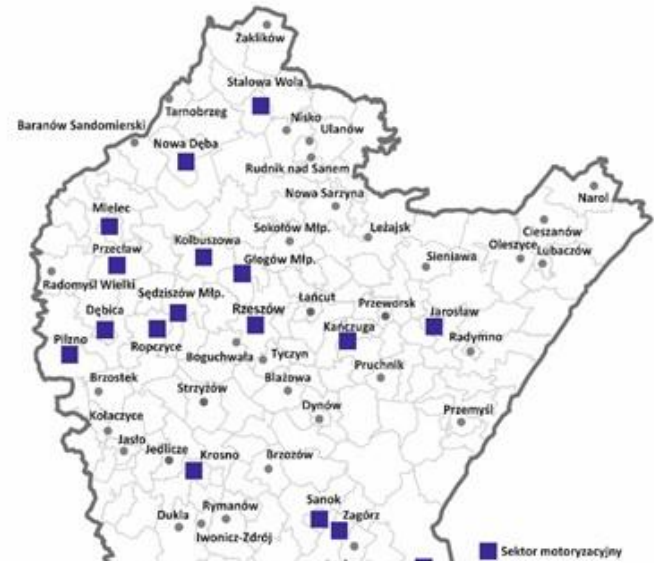 Zaklików
Stalowa Wola
Tarnobrzeg
Nisko
Baranów Sandomierski
Ulanów
Nowa Dęba
Rudnik nad Sanem
Nowa Sarzyna
Narol
Mielec
Sokołów Młp.
Leżajsk
Cieszanów
Kolbuszowa
Oleszyce
Lubaczów
Przecław
Głogów Młp.
Sieniawa
Radomyśl Wielki
Sędziszów Młp.
Łańcut
Przeworsk
Dębica
Rzeszów
Jarosław
Kańczuga
Pilzno
Ropczyce
Radymno
Boguchwała
Tyczyn
Pruchnik
Brzostek
Błażowa
Strzyżów
Dynów
Przemyśl
Kołaczyce
Jasło
Jedlicze
Krosno
Brzozów
Sanok
Rymanów
Zagórz
Dukla
Iwonicz-Zdrój
Sektor motoryzacyjny